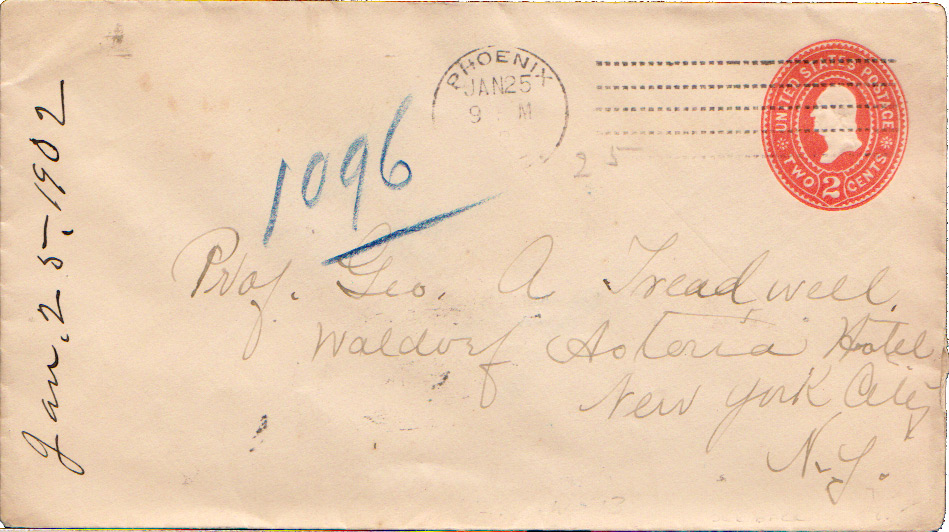 Jan. 25, 1902
PHOENIX
JAN 25
9 M
UNITED STATES POSTAGE
TWO 2 CENTS
25
1096
Prof. Geo. A Treadwell,
Waldorf Astoria Hotel
New York City
N.Y.